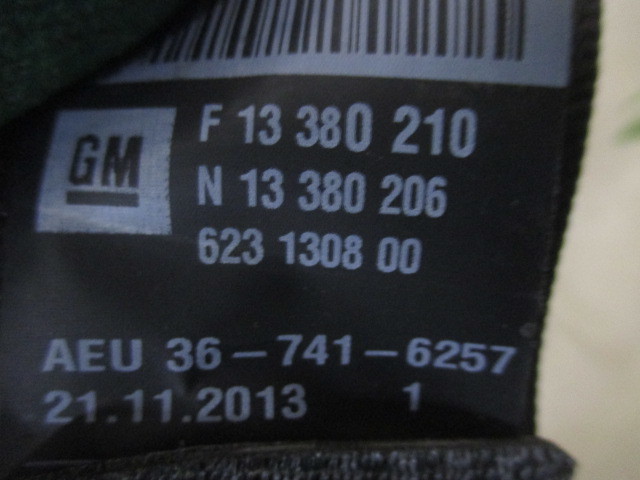 GM
F 13 380 210
N 13 380 206
623 1308 00
AEU 36-741-6257
21.11.2013 1